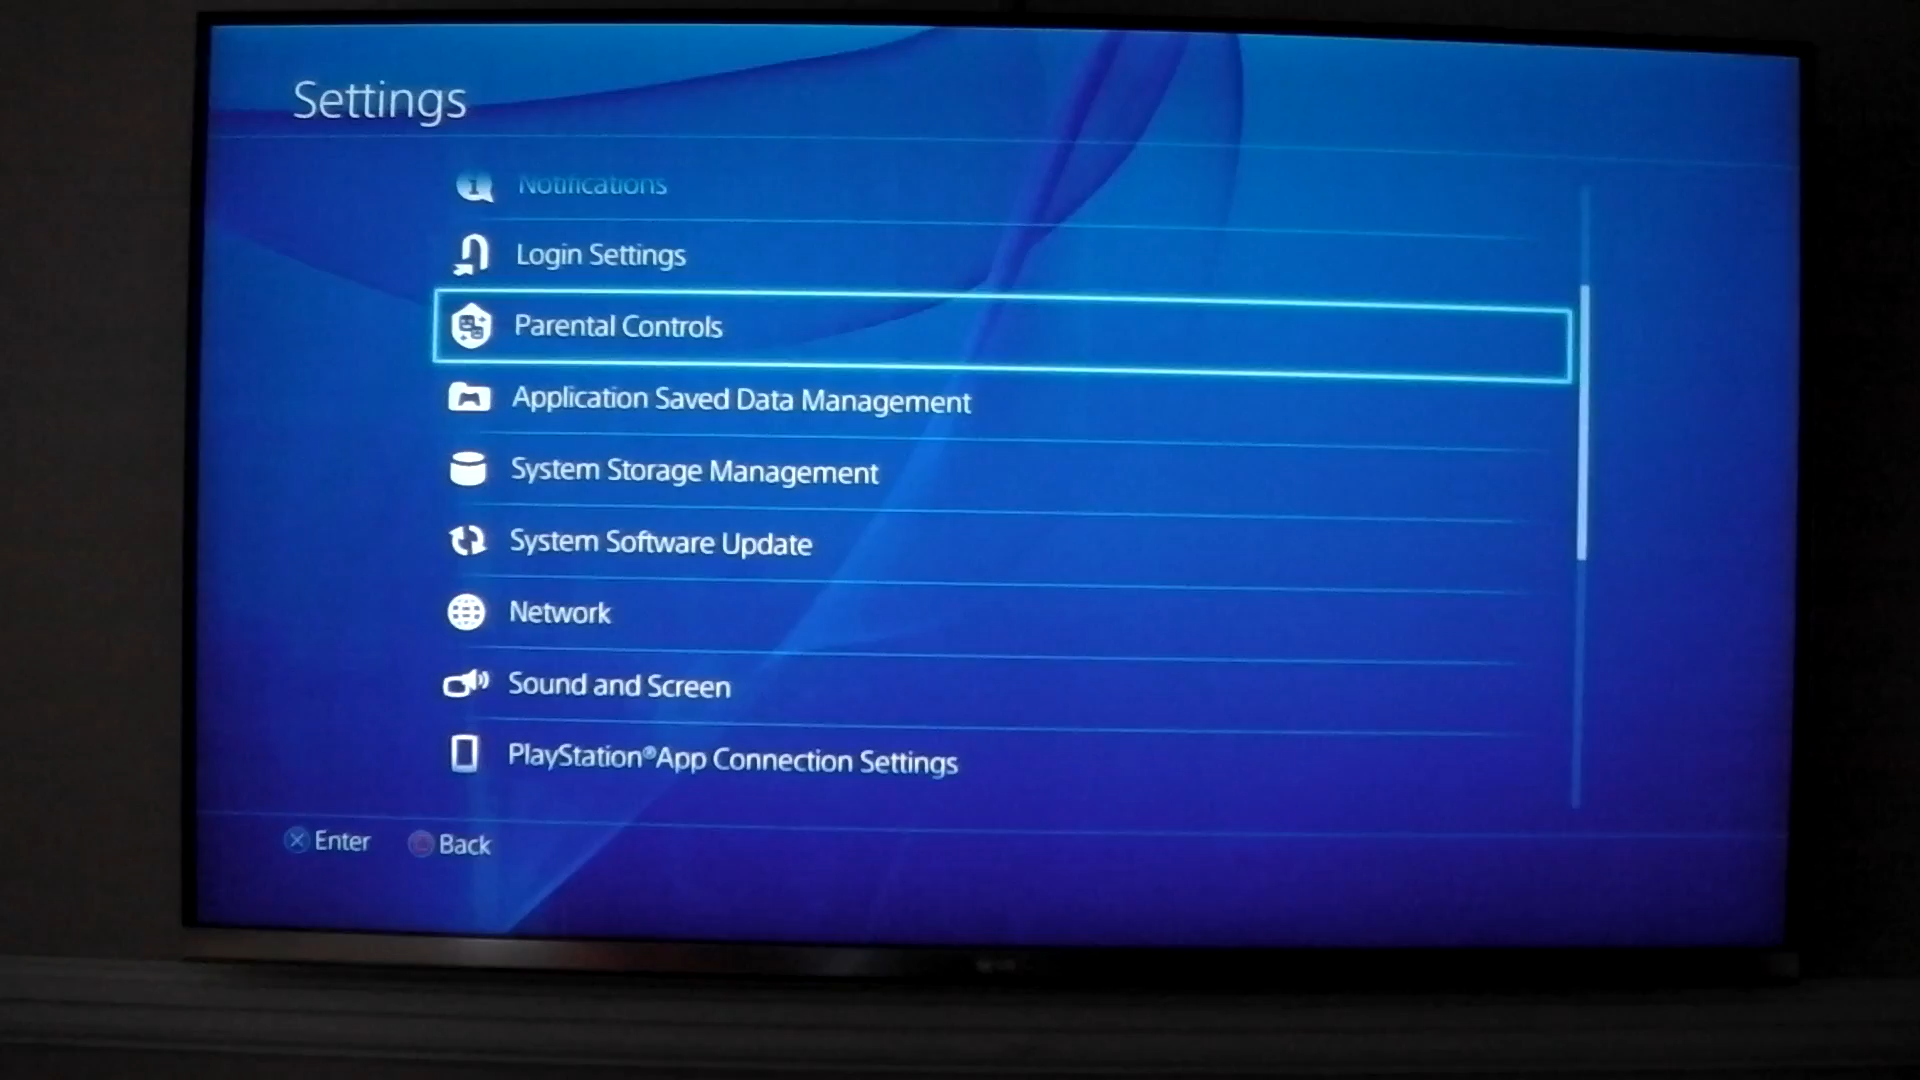 Settings
Notifications
Login Settings
Parental Controls
Application Saved Data Management
System Storage Management
System Software Update
Network
Sound and Screen
PlayStation®App Connection Settings
Enter Back